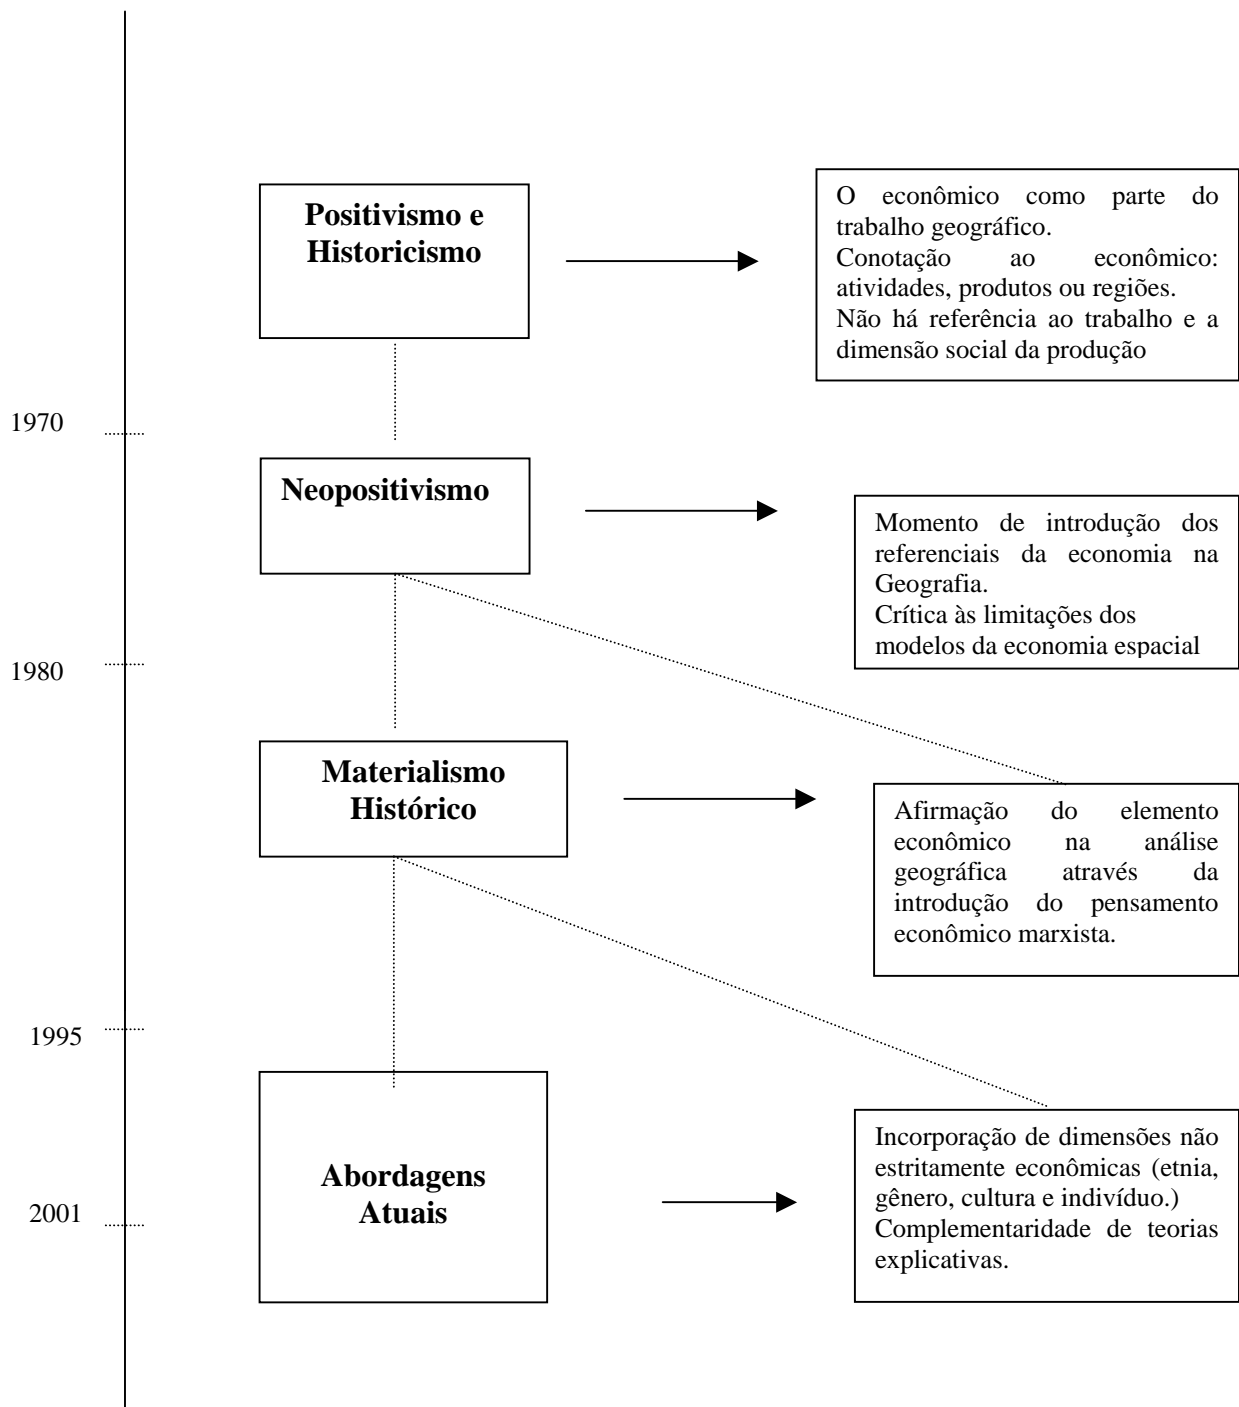 Positivismo e
Historicismo
O econômico como parte do
trabalho geográfico.
Conotação ao econômico:
atividades, produtos ou regiões.
Não há referência ao trabalho e a
dimensão social da produção
1970
Neopositivismo
Momento de introdução dos
referenciais da economia na
Geografia.
Crítica às limitações dos
modelos da economia espacial
1980
Materialismo
Histórico
Afirmação do elemento
econômico na análise
geográfica através da
introdução do pensamento
econômico marxista.
1995
Abordagens
Atuais
Incorporação de dimensões não
estritamente econômicas (etnia,
gênero, cultura e indivíduo.)
Complementaridade de teorias
explicativas.
2001